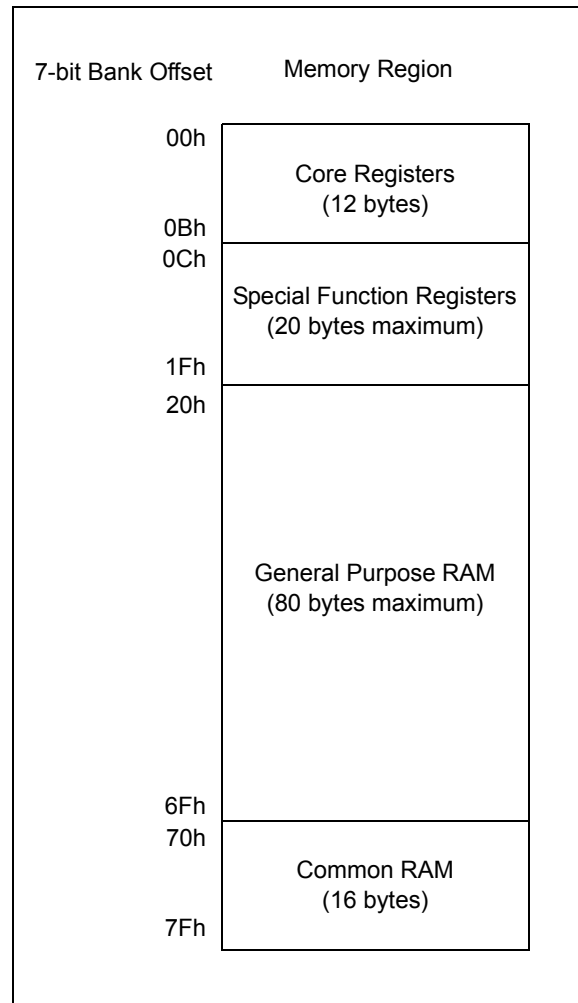 7-bit Bank Offset Memory Region
00h
Core Registers
(12 bytes)
0Bh
0Ch
Special Function Registers
(20 bytes maximum)
1Fh
20h
General Purpose RAM
(80 bytes maximum)
6Fh
70h
Common RAM
(16 bytes)
7Fh